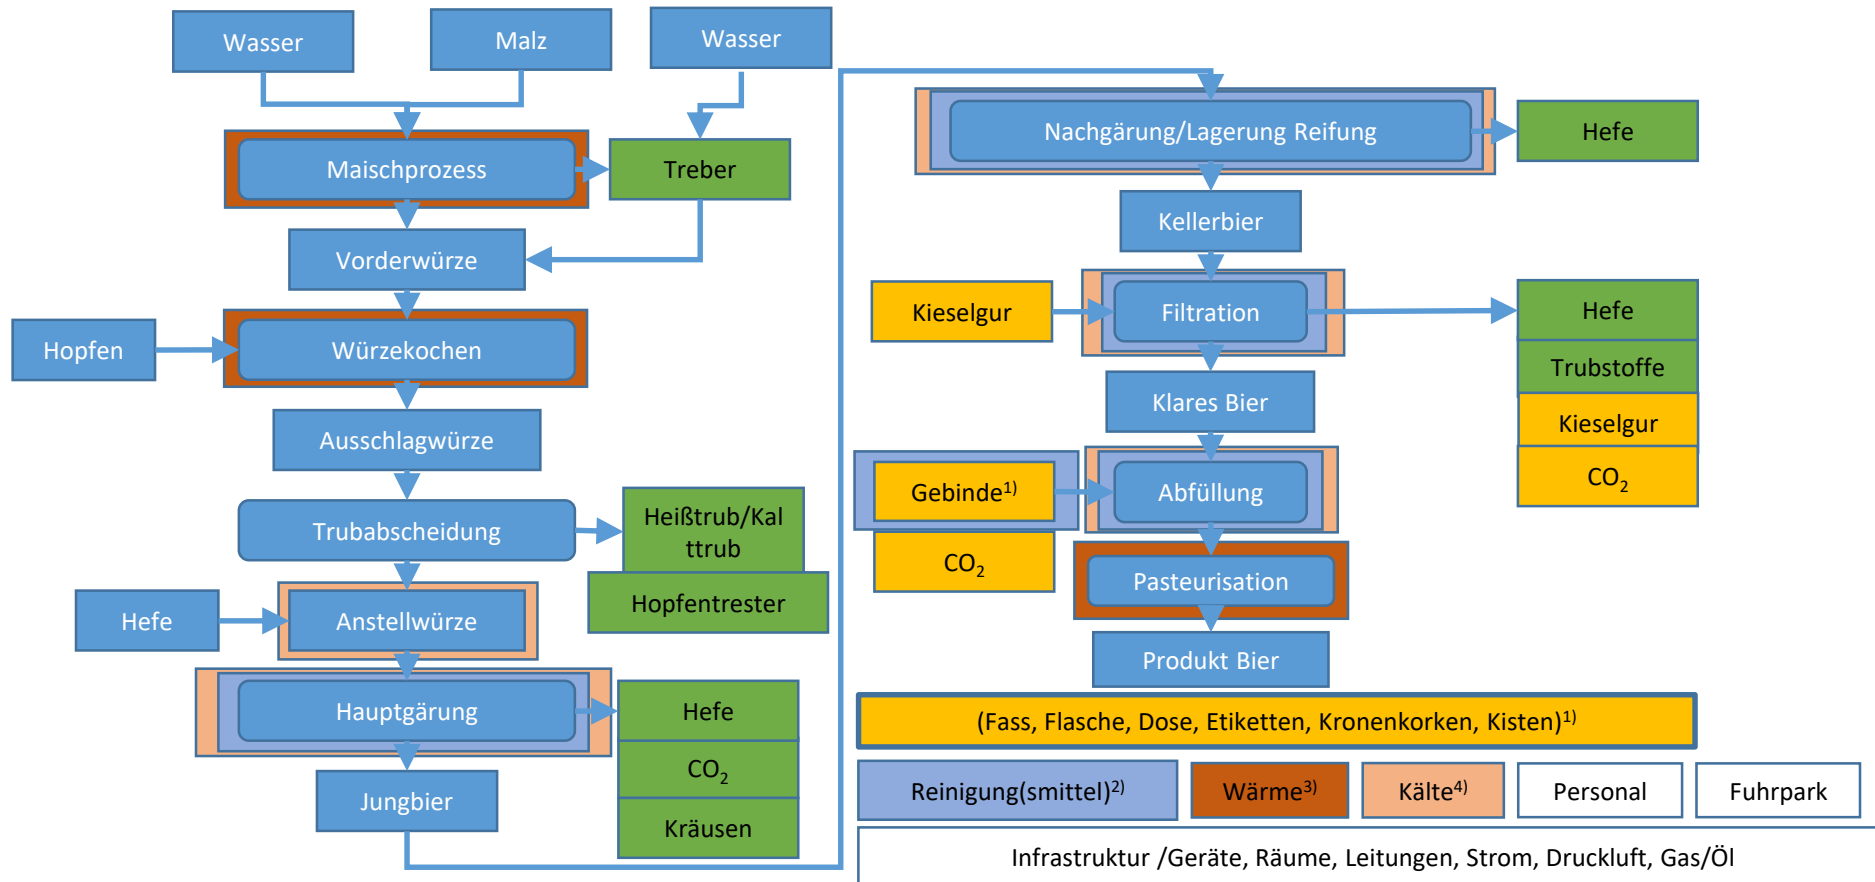 Wasser
Malz
Wasser
Maischprozess
Treber
Vorderwürze
Hopfen
Würzekochen
Ausschlagwürze
Trubabscheidung
Heißtrub/Kal
ttrub
Hopfentrester
Hefe
Anstellwürze
Hauptgärung
Hefe
CO₂
Kräusen
Jungbier
Nachgärung/Lagerung Reifung
Hefe
Kellerbier
Kieselgur
Filtration
Hefe
Trubstoffe
Kieselgur
CO₂
Klares Bier
Gebinde¹⁾
Abfüllung
CO₂
Pasteurisation
Produkt Bier
(Fass, Flasche, Dose, Etiketten, Kronenkorken, Kisten)¹⁾
Reinigung(smittel)²⁾
Wärme³⁾
Kälte⁴⁾
Personal
Fuhrpark
Infrastruktur /Geräte, Räume, Leitungen, Strom, Druckluft, Gas/Öl